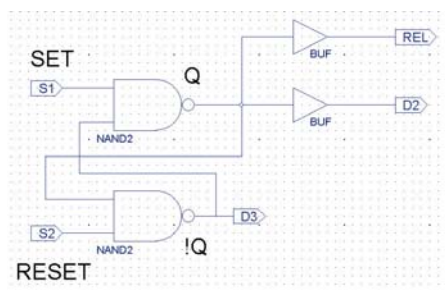 REL
BUF
SET
Q
S1
D2
BUF
NAND2
S2
D3
NAND2
!Q
RESET